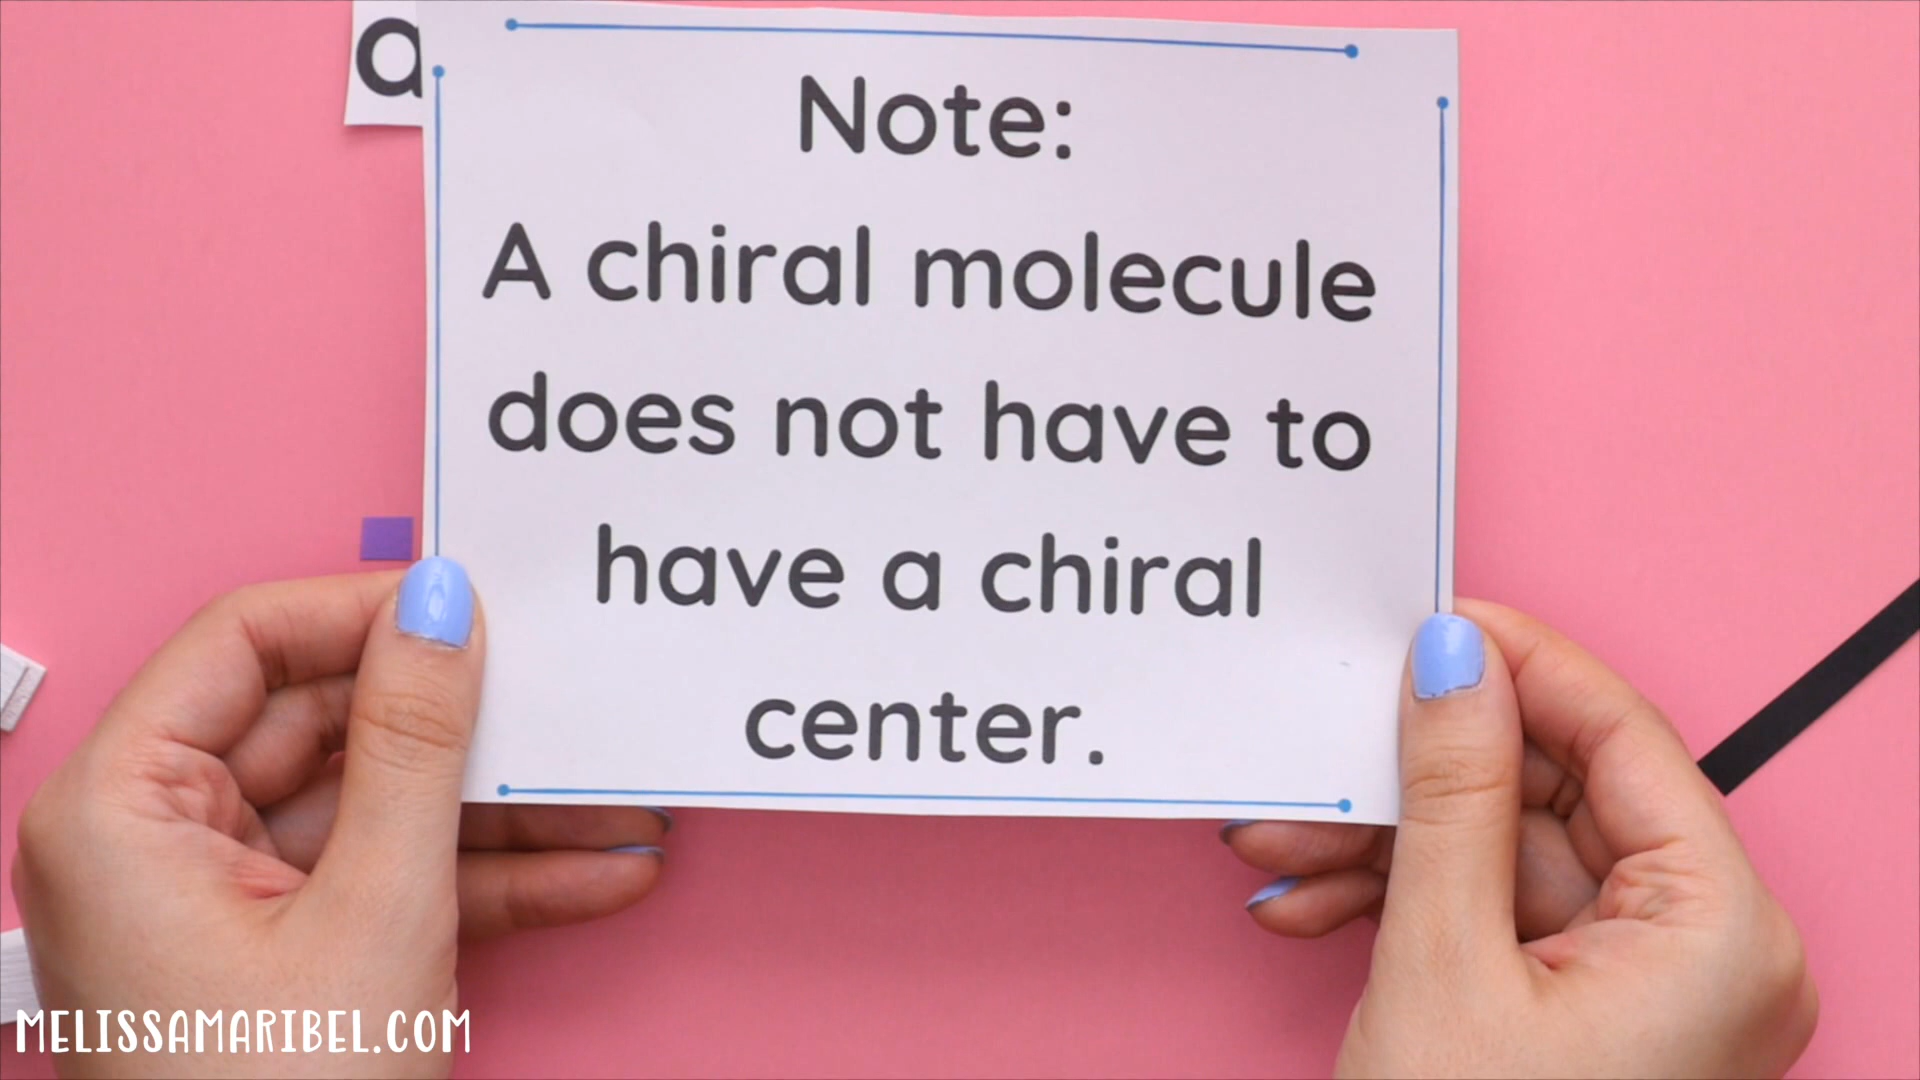 a
Note:
A chiral molecule
does not have to
have a chiral
center.
MELISSAMARIBEL.COM